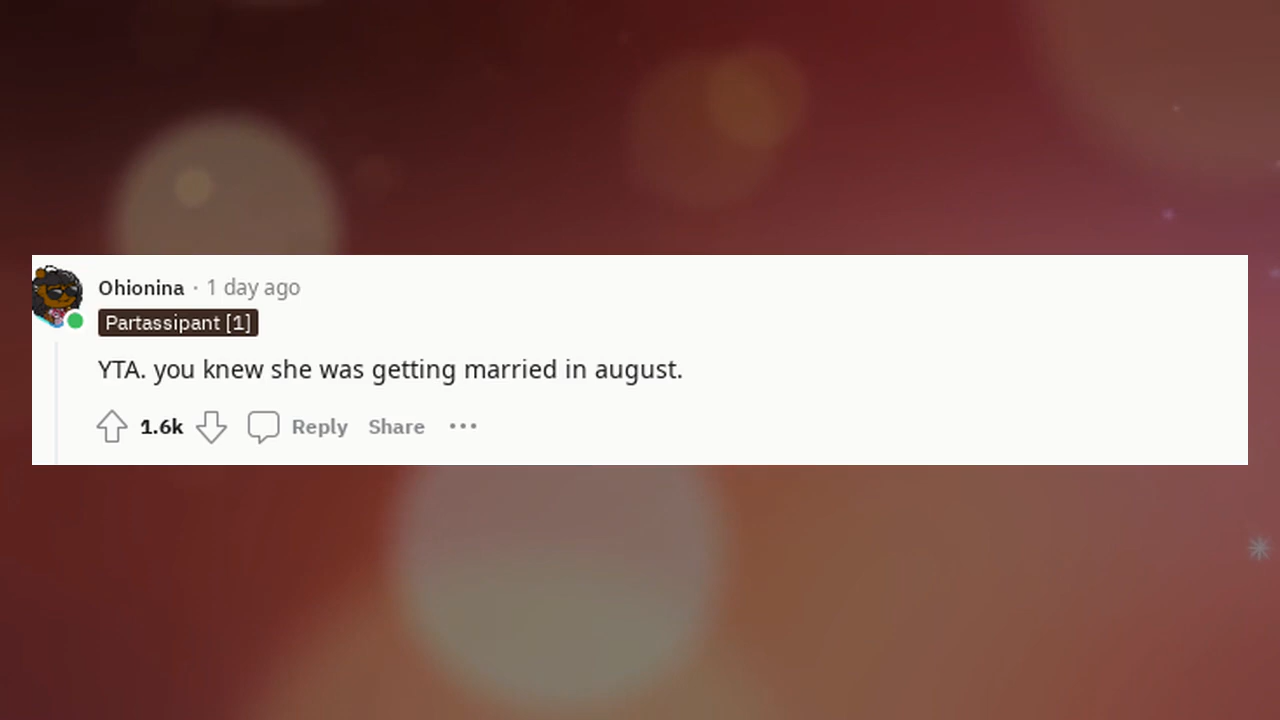 Ohionina · 1 day ago
Partassipant [1]
YTA. you knew she was getting married in august.
1.6k Reply Share •••